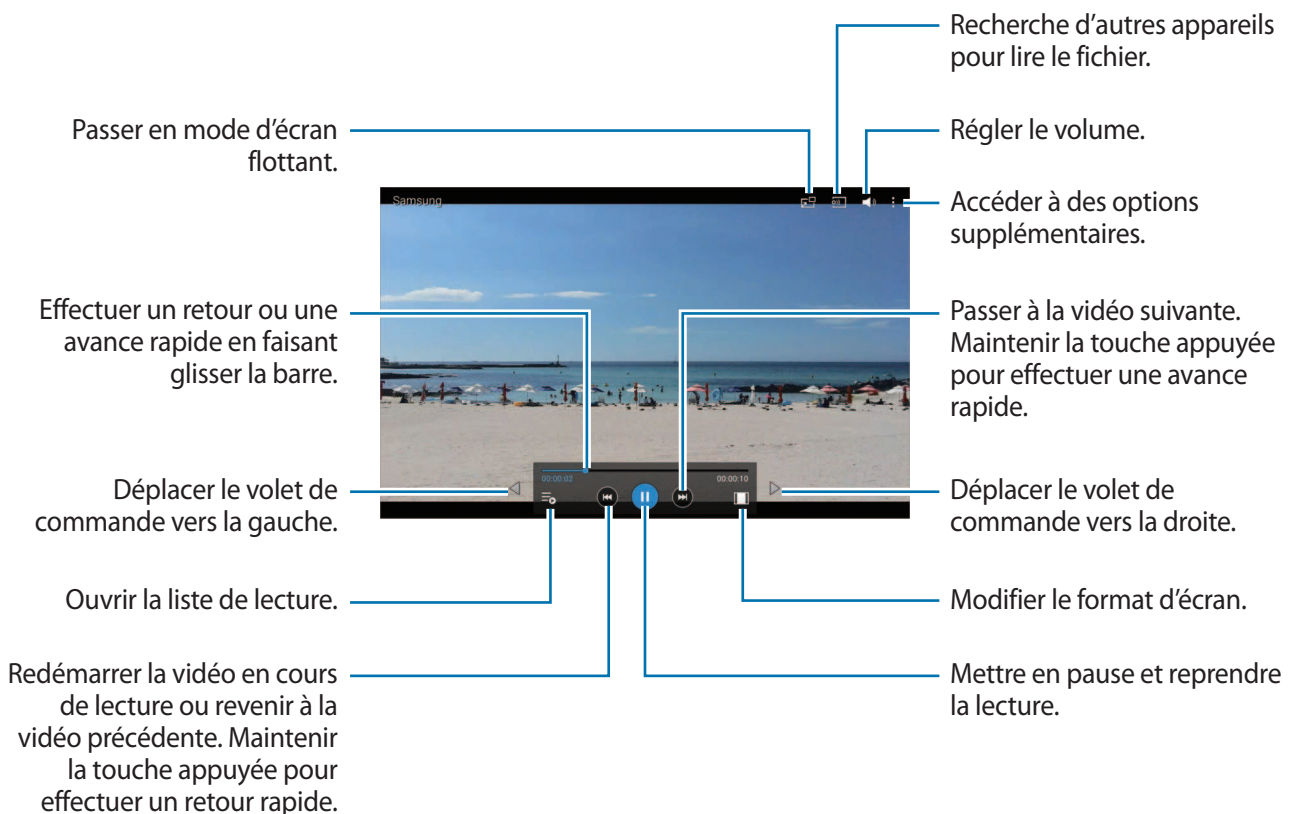 Recherche d'autres appareils
pour lire le fichier.
Passer en mode d'écran
flottant.
Régler le volume.
Samsung
Accéder à des options
supplémentaires.
Effectuer un retour ou une
avance rapide en faisant
glisser la barre.
Passer à la vidéo suivante.
Maintenir la touche appuyée
pour effectuer une avance
rapide.
00:00:02
00:00:10
Déplacer le volet de
commande vers la gauche.
Déplacer le volet de
commande vers la droite.
Ouvrir la liste de lecture.
Modifier le format d'écran.
Redémarrer la vidéo en cours
de lecture ou revenir à la
vidéo précédente. Maintenir
la touche appuyée pour
effectuer un retour rapide.
Mettre en pause et reprendre
la lecture.